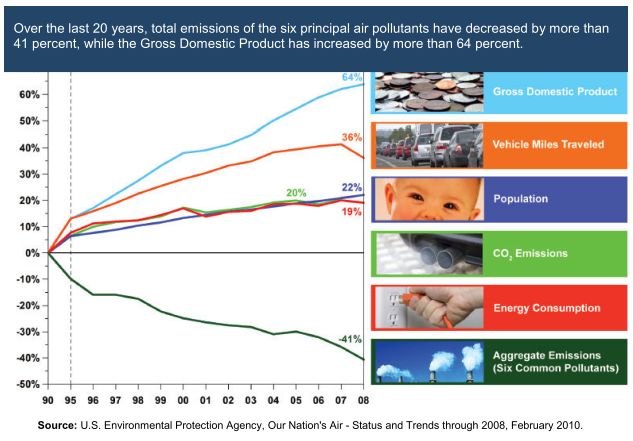 Over the last 20 years, total emissions of the six principal air pollutants have decreased by more than
41 percent, while the Gross Domestic Product has increased by more than 64 percent.
60%
50%
40%
30%
20%
10%
0%
-10%
-20%
-30%
-40%
-50%
64%
36%
22%
20%
19%
-41%
90 95 96 97 98 99 00 01 02 03 04 05 06 07 08
Gross Domestic Product
Vehicle Miles Traveled
Population
CO₂ Emissions
Energy Consumption
Aggregate Emissions
(Six Common Pollutants)
Source: U.S. Environmental Protection Agency, Our Nation's Air - Status and Trends through 2008, February 2010.